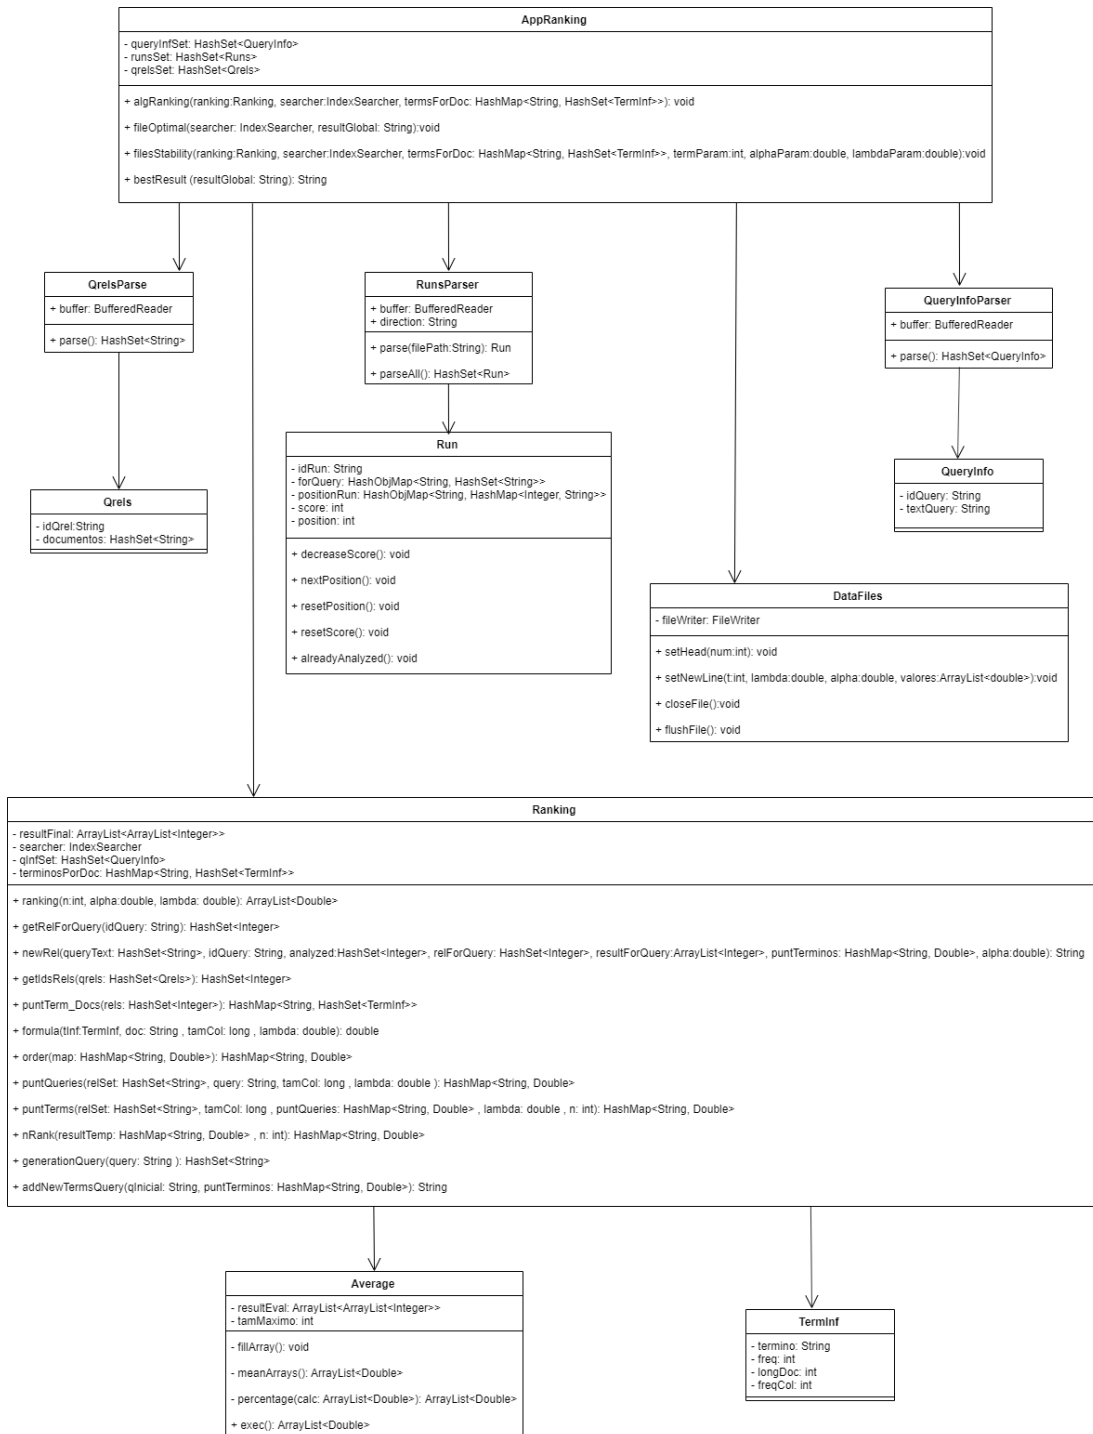 AppRanking
- queryInfSet: HashSet<QueryInfo>
- runsSet: HashSet<Runs>
- qrelsSet: HashSet<Qrels>
+ algRanking(ranking:Ranking, searcher:IndexSearcher, termsForDoc: HashMap<String, HashSet<TermInf>>): void
+ fileOptimal(searcher: IndexSearcher, resultGlobal: String):void
+ filesStability(ranking:Ranking, searcher:IndexSearcher, termsForDoc: HashMap<String, HashSet<TermInf>>, termParam:int, alphaParam:double, lambdaParam:double):void
+ bestResult (resultGlobal: String): String
QrelsParse
+ buffer: BufferedReader
+ parse(): HashSet<String>
RunsParser
+ buffer: BufferedReader
+ direction: String
+ parse(filePath:String): Run
+ parseAll(): HashSet<Run>
QueryInfoParser
+ buffer: BufferedReader
+ parse(): HashSet<QueryInfo>
Run
- idRun: String
- forQuery: HashObjMap<String, HashSet<String>>
- positionRun: HashObjMap<String, HashMap<Integer, String>>
- score: int
- position: int
+ decreaseScore(): void
+ nextPosition(): void
+ resetPosition(): void
+ resetScore(): void
+ alreadyAnalyzed(): void
QueryInfo
- idQuery: String
- textQuery: String
Qrels
- idQrel:String
- documentos: HashSet<String>
DataFiles
- fileWriter: FileWriter
+ setHead(num:int): void
+ setNewLine(t:int, lambda:double, alpha:double, valores:ArrayList<double>):void
+ closeFile():void
+ flushFile(): void
Ranking
- resultFinal: ArrayList<ArrayList<Integer>>
- searcher: IndexSearcher
- qInfSet: HashSet<QueryInfo>
- terminosPorDoc: HashMap<String, HashSet<TermInf>>
+ ranking(n:int, alpha:double, lambda: double): ArrayList<Double>
+ getRelForQuery(idQuery: String): HashSet<Integer>
+ newRel(queryText: HashSet<String>, idQuery: String, analyzed:HashSet<Integer>, relForQuery: HashSet<Integer>, resultForQuery:ArrayList<Integer>, puntTerminos: HashMap<String, Double>, alpha:double): String
+ getIdsRels(qrels: HashSet<Qrels>): HashSet<Integer>
+ puntTerm_Docs(rels: HashSet<Integer>): HashMap<String, HashSet<TermInf>>
+ formula(tInf:TermInf, doc: String , tamCol: long , lambda: double): double
+ order(map: HashMap<String, Double>): HashMap<String, Double>
+ puntQueries(relSet: HashSet<String>, query: String, tamCol: long , lambda: double ): HashMap<String, Double>
+ puntTerms(relSet: HashSet<String>, tamCol: long , puntQueries: HashMap<String, Double> , lambda: double , n: int): HashMap<String, Double>
+ nRank(resultTemp: HashMap<String, Double> , n: int): HashMap<String, Double>
+ generationQuery(query: String ): HashSet<String>
+ addNewTermsQuery(qInicial: String, puntTerminos: HashMap<String, Double>): String
Average
- resultEval: ArrayList<ArrayList<Integer>>
- tamMaximo: int
- fillArray(): void
- meanArrays(): ArrayList<Double>
- percentage(calc: ArrayList<Double>): ArrayList<Double>
+ exec(): ArrayList<Double>
TermInf
- termino: String
- freq: int
- longDoc: int
- freqCol: int